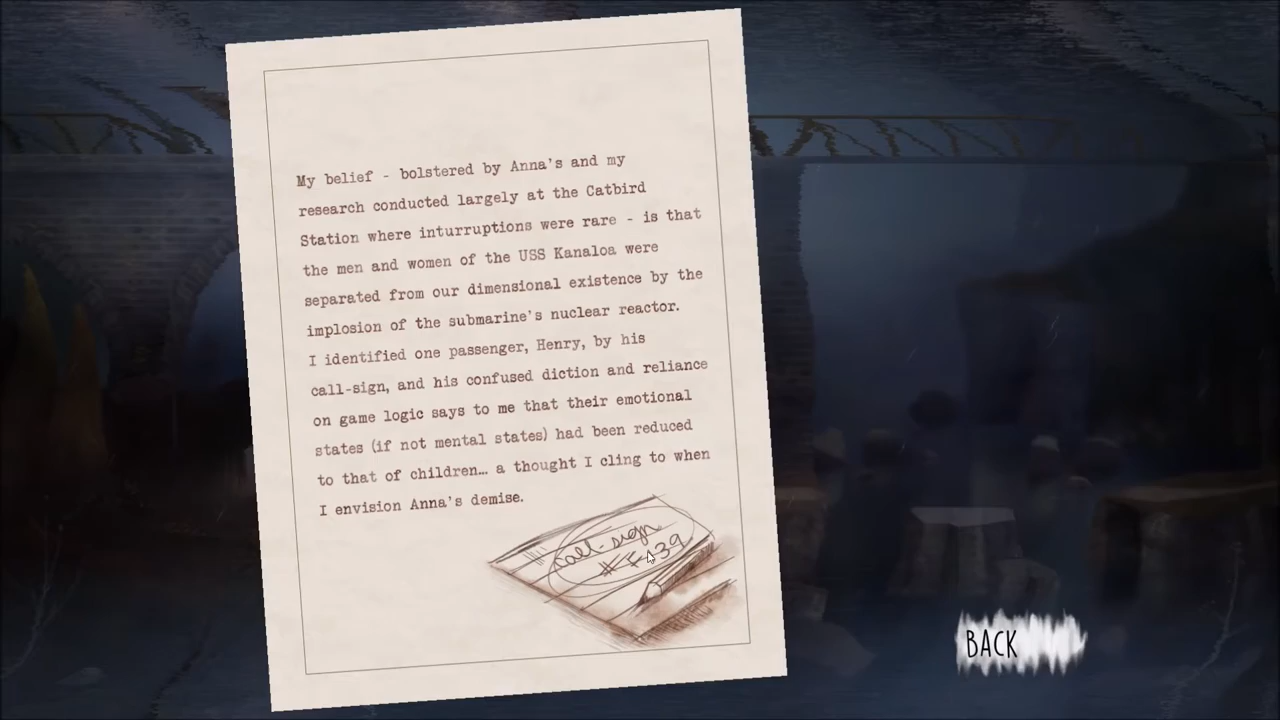 My belief - bolstered by Anna's and my
research conducted largely at the Catbird
Station where inturruptions were rare - is that
the men and women of the USS Kanaloa were
separated from our dimensional existence by the
implosion of the submarine's nuclear reactor.
I identified one passenger, Henry, by his
call-sign, and his confused diction and reliance
on game logic says to me that their emotional
states (if not mental states) had been reduced
to that of children… a thought I cling to when
I envision Anna's demise.
call-sign
BACK